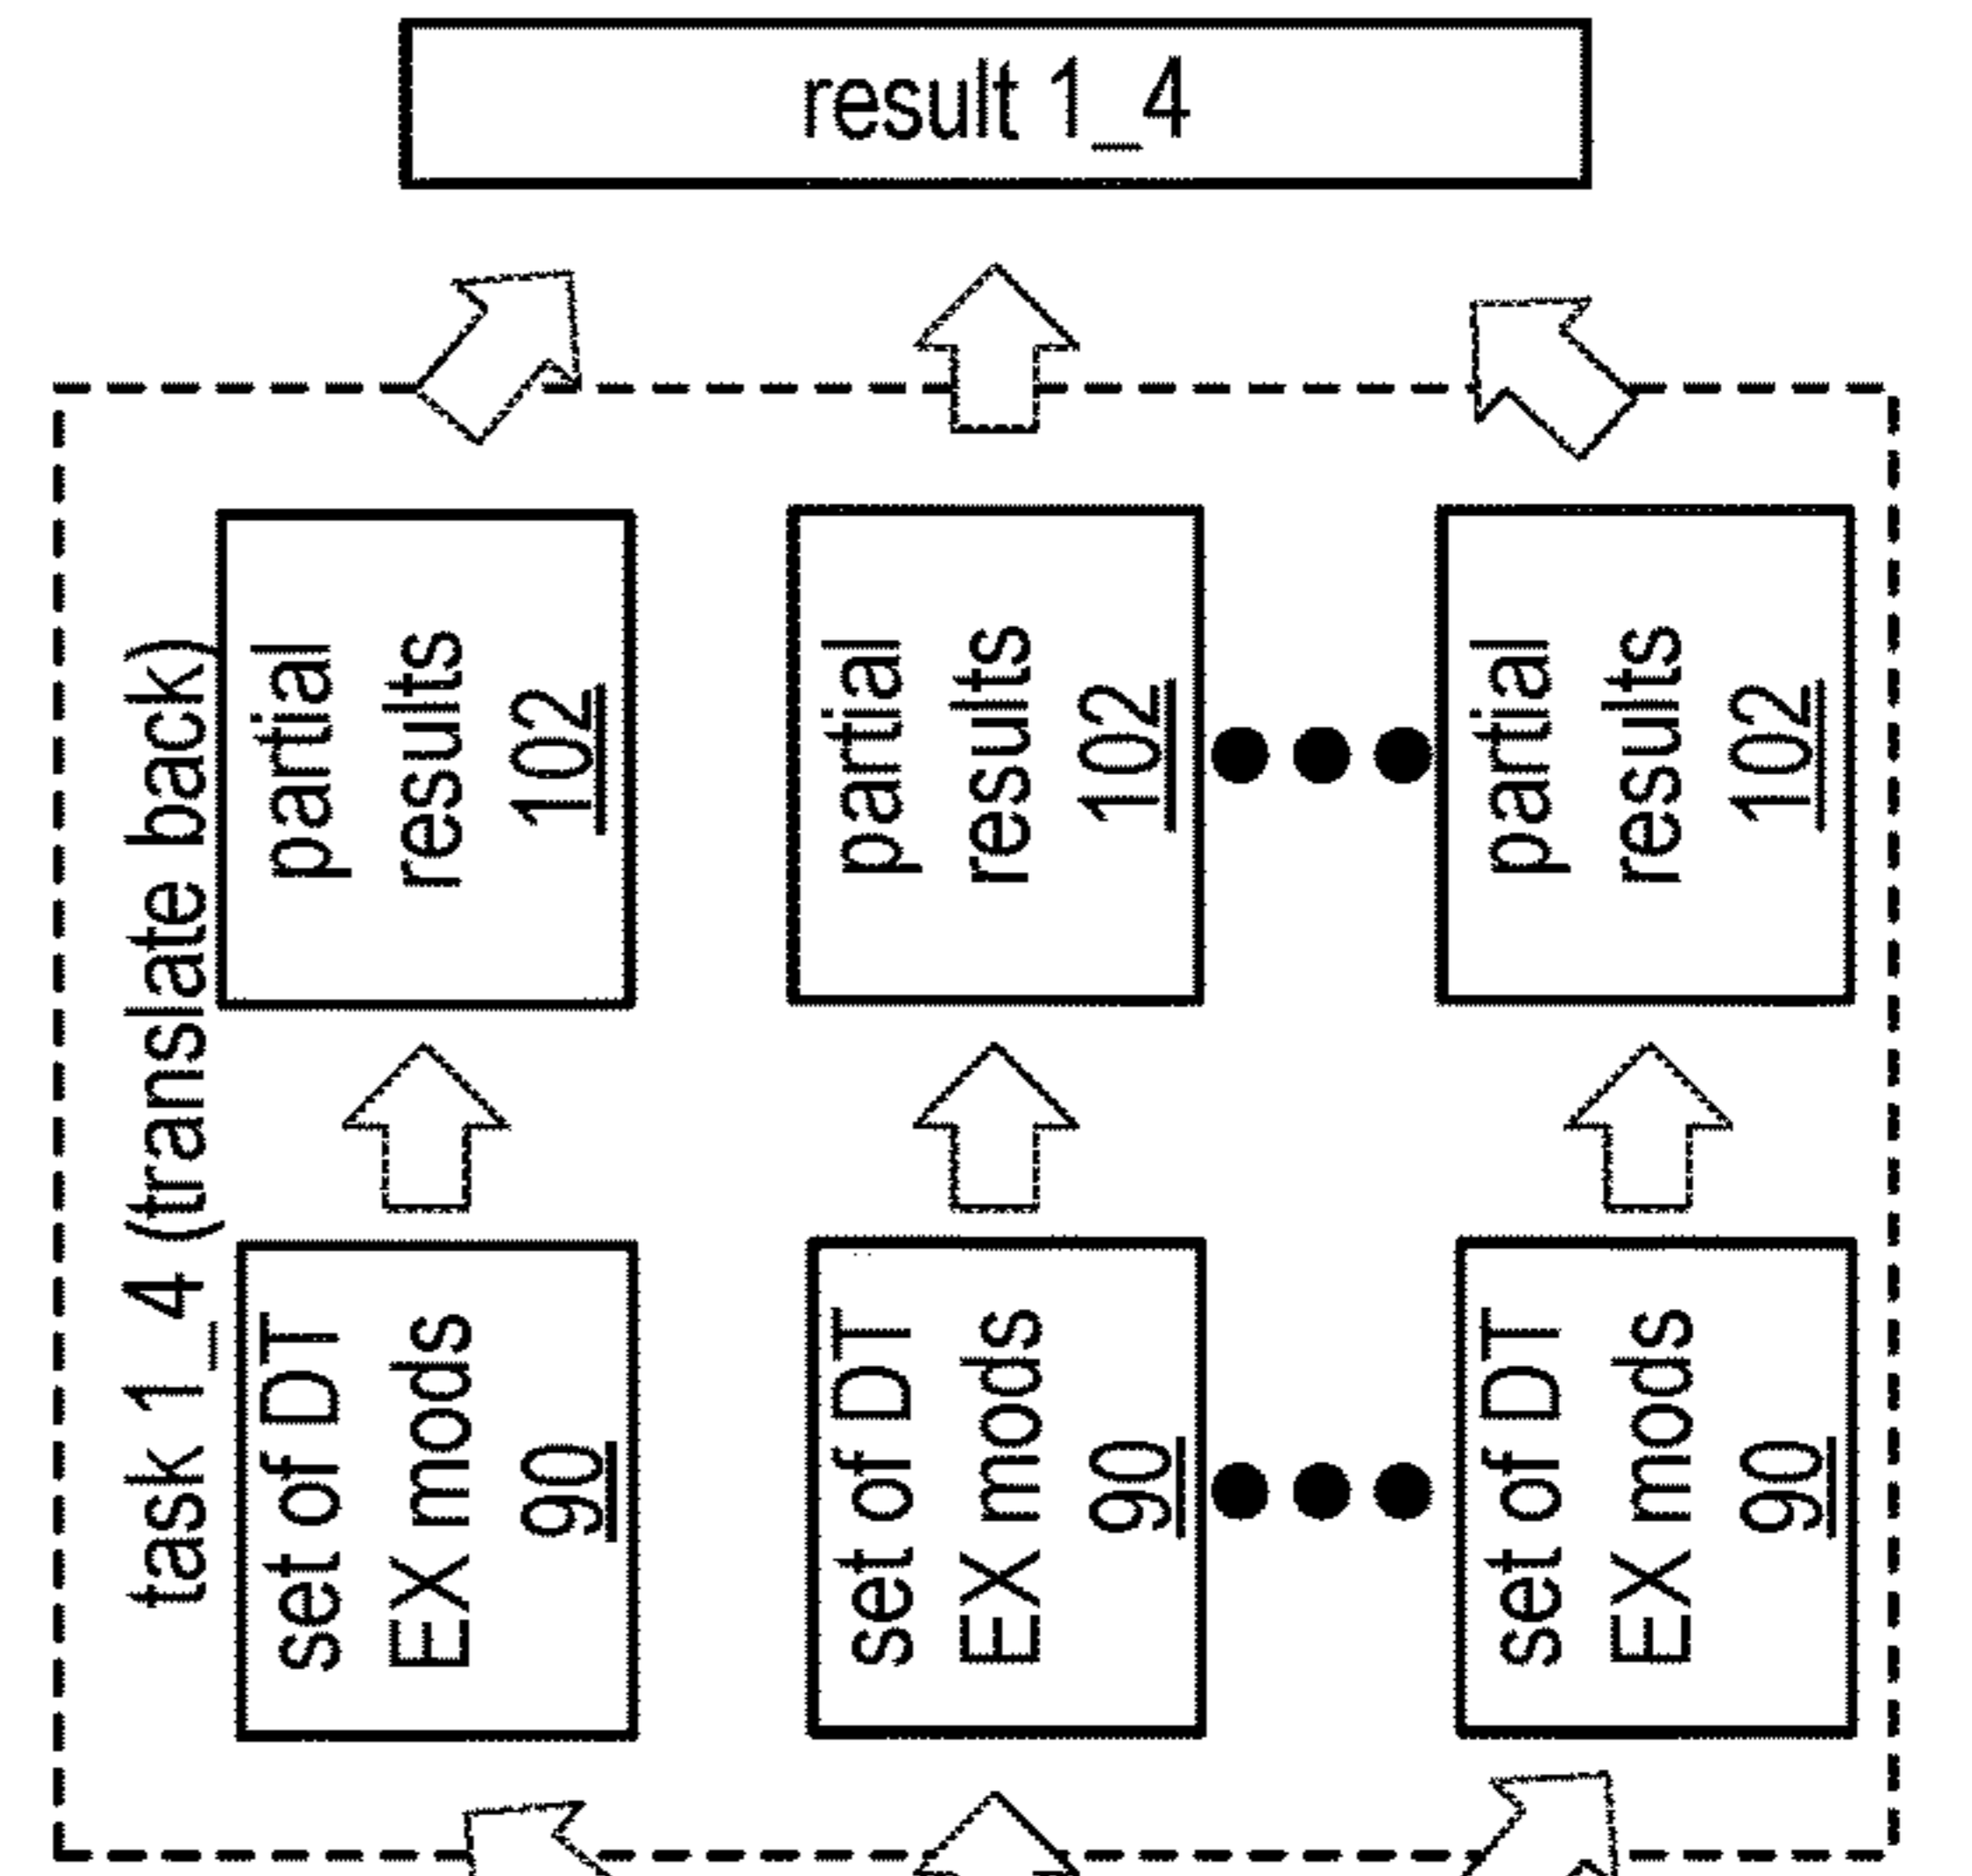 result 1_4
task 1_4 (translate back)
partial
results
102
partial
results
102
partial
results
102
set of DT
EX mods
90
set of DT
EX mods
90
set of DT
EX mods
90